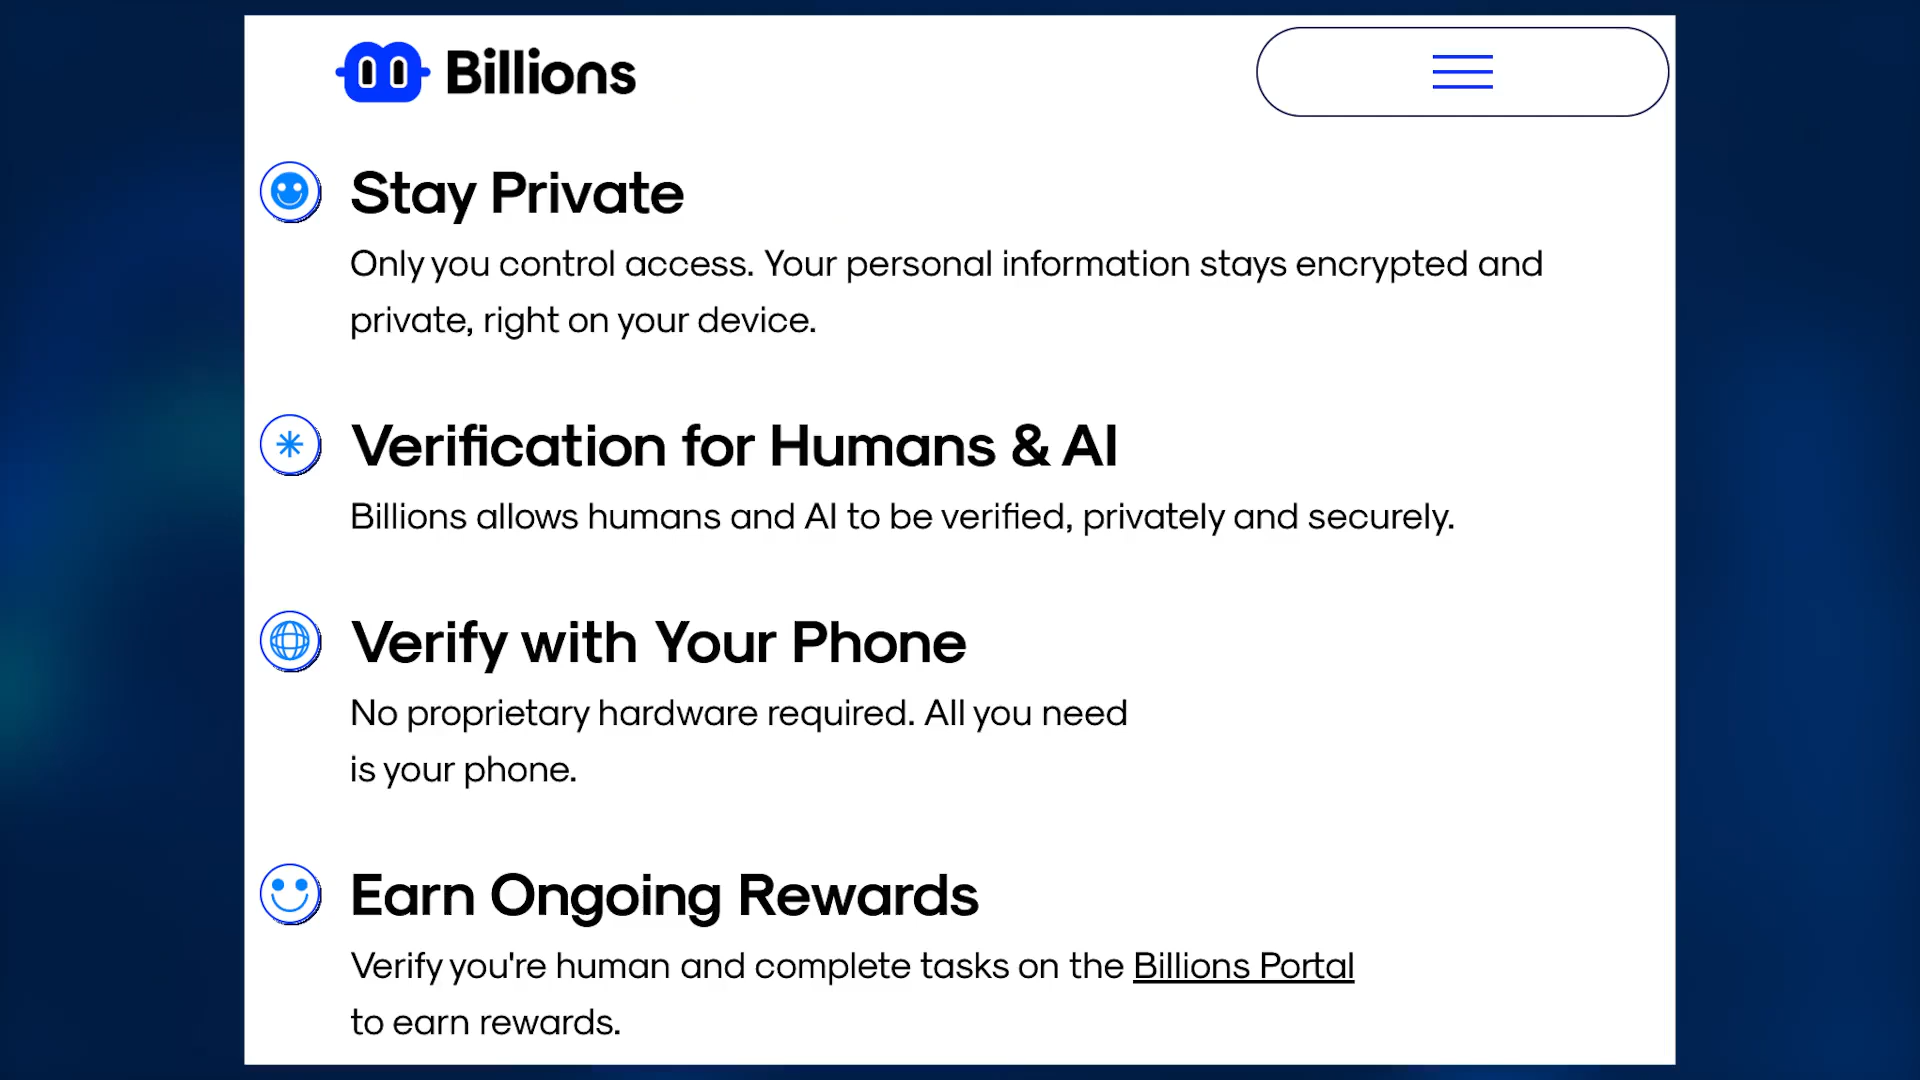 Billions
Stay Private
Only you control access. Your personal information stays encrypted and
private, right on your device.
Verification for Humans & AI
Billions allows humans and AI to be verified, privately and securely.
Verify with Your Phone
No proprietary hardware required. All you need
is your phone.
Earn Ongoing Rewards
Verify you're human and complete tasks on the Billions Portal
to earn rewards.